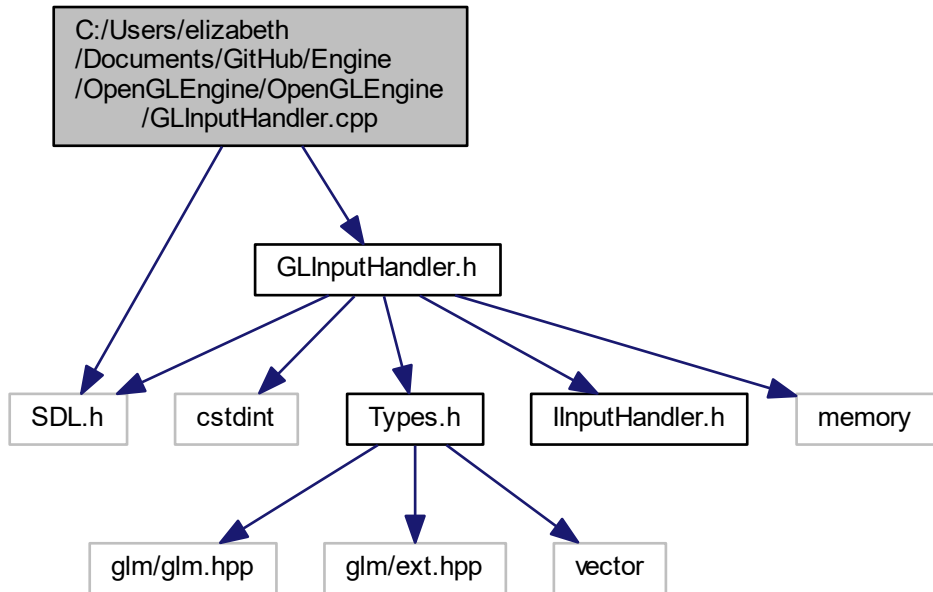 C:/Users/elizabeth
/Documents/GitHub/Engine
/OpenGLEngine/OpenGLEngine
/GLInputHandler.cpp
GLInputHandler.h
SDL.h
cstdint
Types.h
IInputHandler.h
memory
glm/glm.hpp
glm/ext.hpp
vector